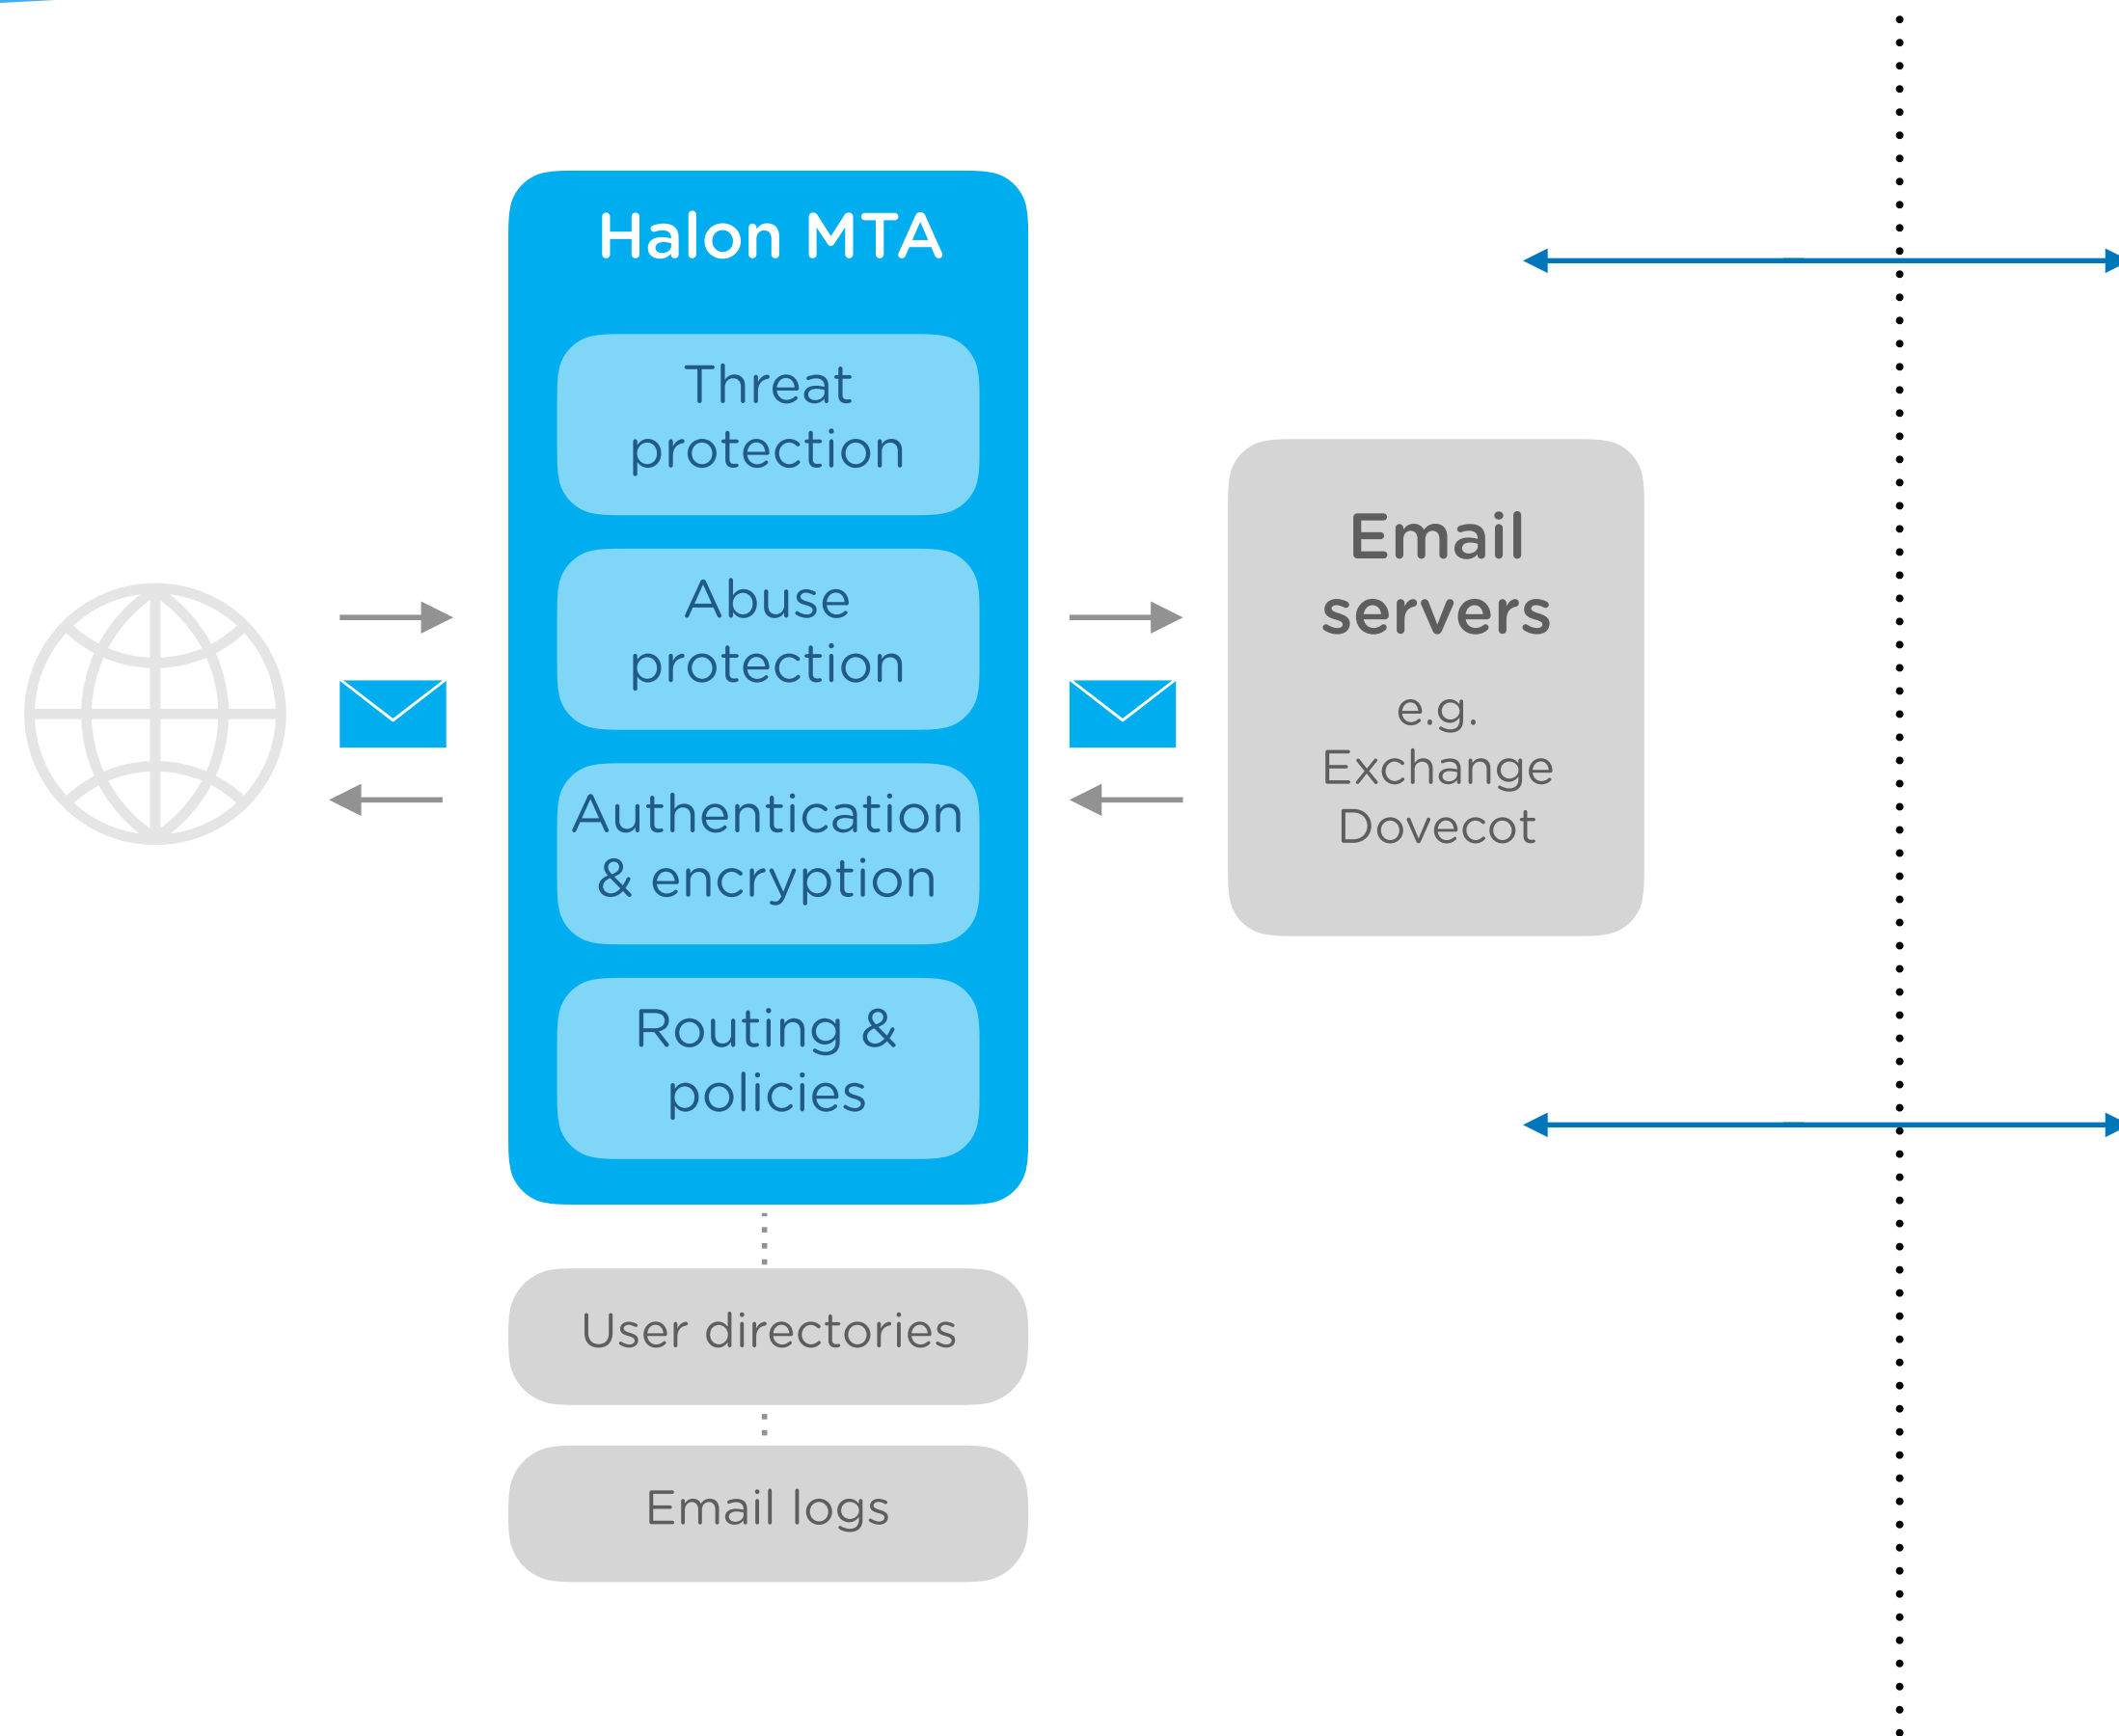 Halon MTA
Threat
protection
Abuse
protection
Authentication
& encryption
Routing &
policies
User directories
Email logs
Email
servers
e.g.
Exchange
Dovecot